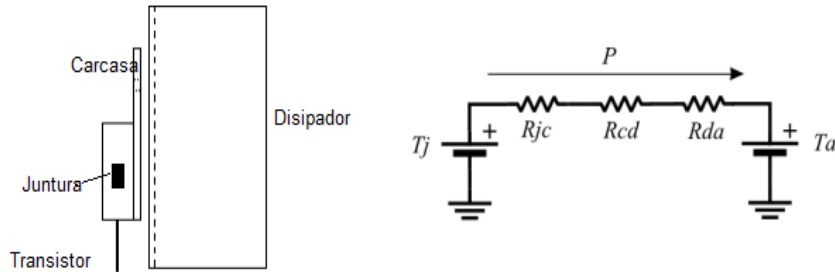 Carcasa
Disipador
Juntura
Transistor
P
+
Rjc
Rcd
Rda
+
Tj
Ta